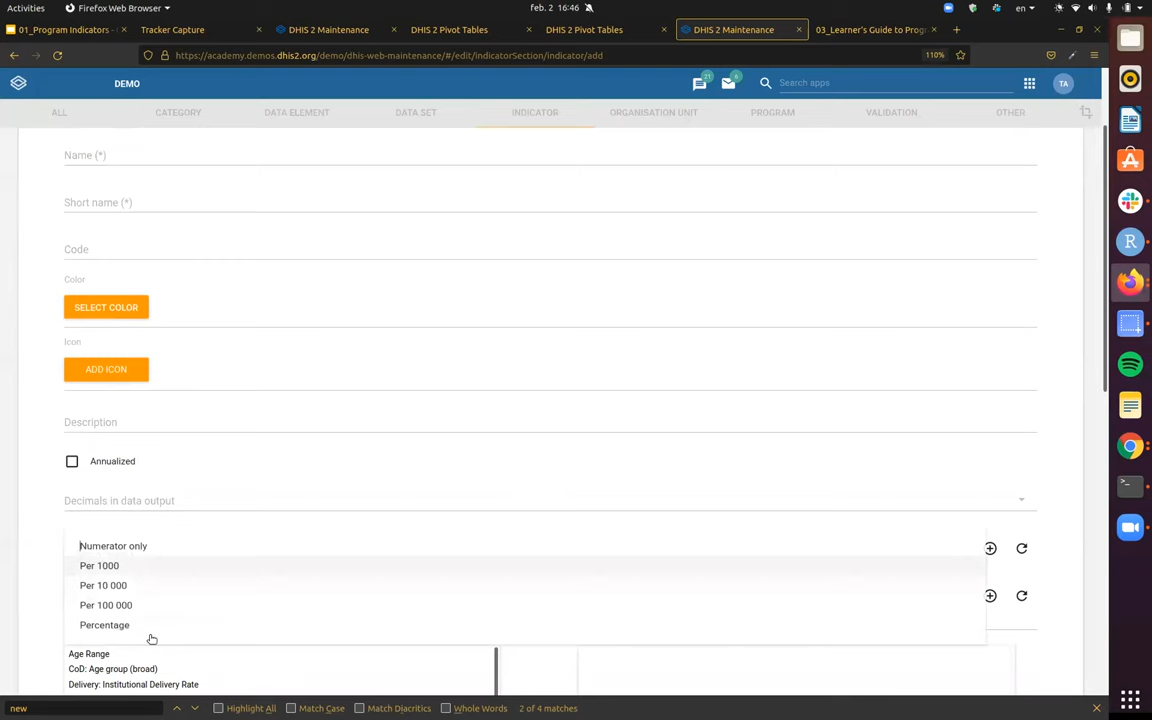 Activities
Firefox Web Browser
feb. 2 16:46
en
01_Program Indicators -
Tracker Capture
DHIS 2 Maintenance
DHIS 2 Pivot Tables
DHIS 2 Pivot Tables
DHIS 2 Maintenance
03_Learner's Guide to Prog
https://academy.demos.dhis2.org/demo/dhis-web-maintenance/#/edit/indicatorSection/indicator/add
110%
DEMO
21
6
Search apps
TA
ALL
CATEGORY
DATA ELEMENT
DATA SET
INDICATOR
ORGANISATION UNIT
PROGRAM
VALIDATION
OTHER
Name (*)
Short name (*)
Code
Color
SELECT COLOR
Icon
ADD ICON
Description
Annualized
Decimals in data output
Numerator only
Per 1000
Per 10 000
Per 100 000
Percentage
Age Range
CoD: Age group (broad)
Delivery: Institutional Delivery Rate
new
Highlight All
Match Case
Match Diacritics
Whole Words
2 of 4 matches